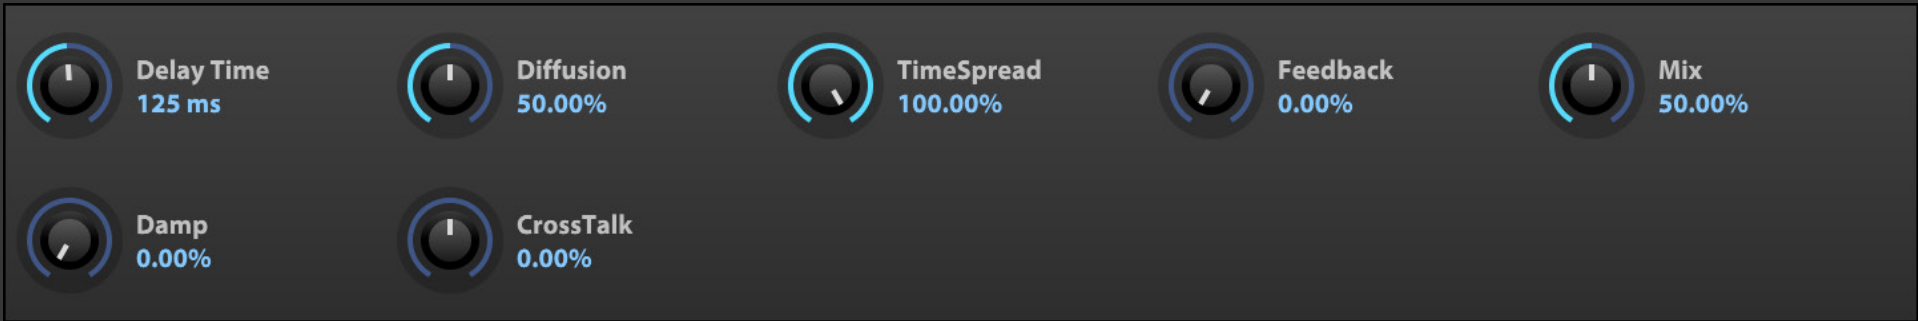 Delay Time
125 ms
Diffusion
50.00%
TimeSpread
100.00%
Feedback
0.00%
Mix
50.00%
Damp
0.00%
CrossTalk
0.00%